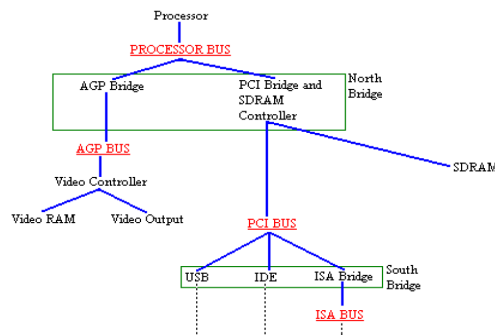 Processor
PROCESSOR BUS
AGP Bridge
PCI Bridge and
SDRAM
Controller
North
Bridge
AGP BUS
SDRAM
Video Controller
Video RAM
Video Output
PCI BUS
USB
IDE
ISA Bridge
South
Bridge
ISA BUS